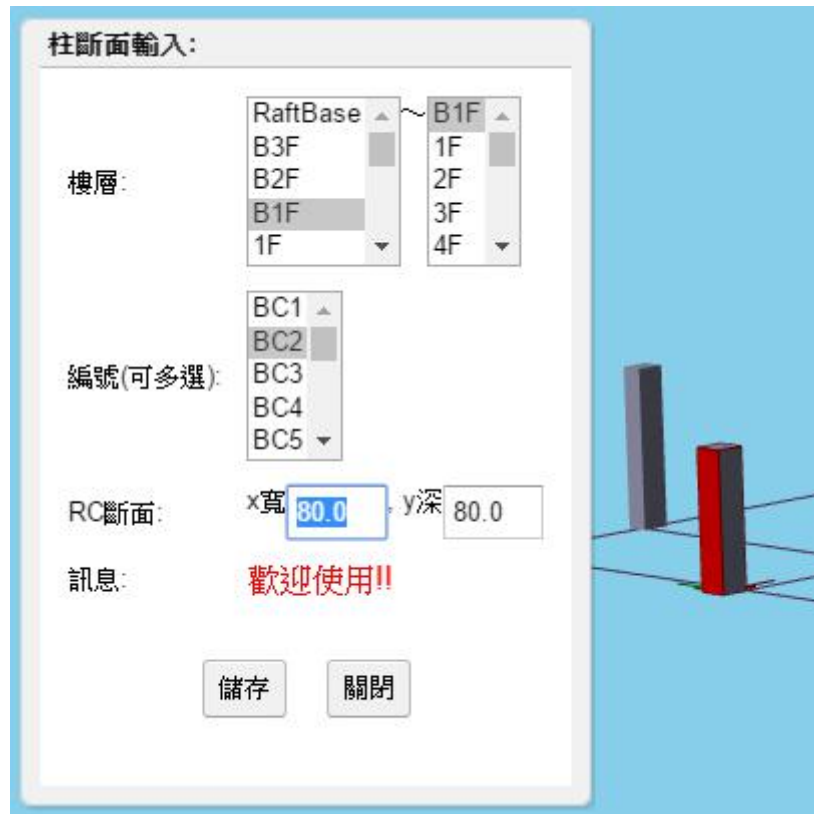 柱斷面輸入:
樓層:
RaftBase
B3F
B2F
B1F
1F
～
B1F
1F
2F
3F
4F
編號(可多選):
BC1
BC2
BC3
BC4
BC5
RC斷面: x寬 80.0 , y深 80.0
訊息: 歡迎使用!!
儲存 關閉